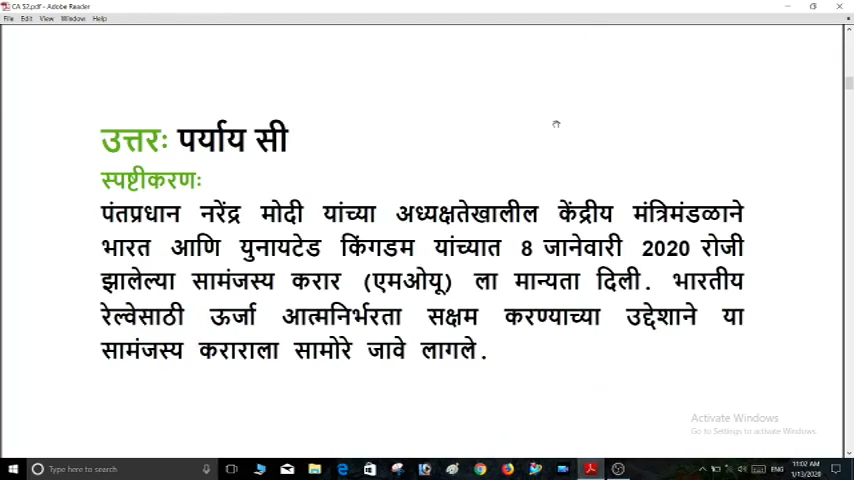 CA 52.pdf - Adobe Reader
File Edit View Window Help
उत्तरः पर्याय सी
स्पष्टीकरणः
पंतप्रधान नरेंद्र मोदी यांच्या अध्यक्षतेखालील केंद्रीय मंत्रिमंडळाने
भारत आणि युनायटेड किंगडम यांच्यात 8 जानेवारी 2020 रोजी
झालेल्या सामंजस्य करार (एमओयू) ला मान्यता दिली. भारतीय
रेल्वेसाठी ऊर्जा आत्मनिर्भरता सक्षम करण्याच्या उद्देशाने या
सामंजस्य कराराला सामोरे जावे लागले.
Activate Windows
Go to Settings to activate Windows.
Type here to search
ENG
11:02 AM
1/13/2020